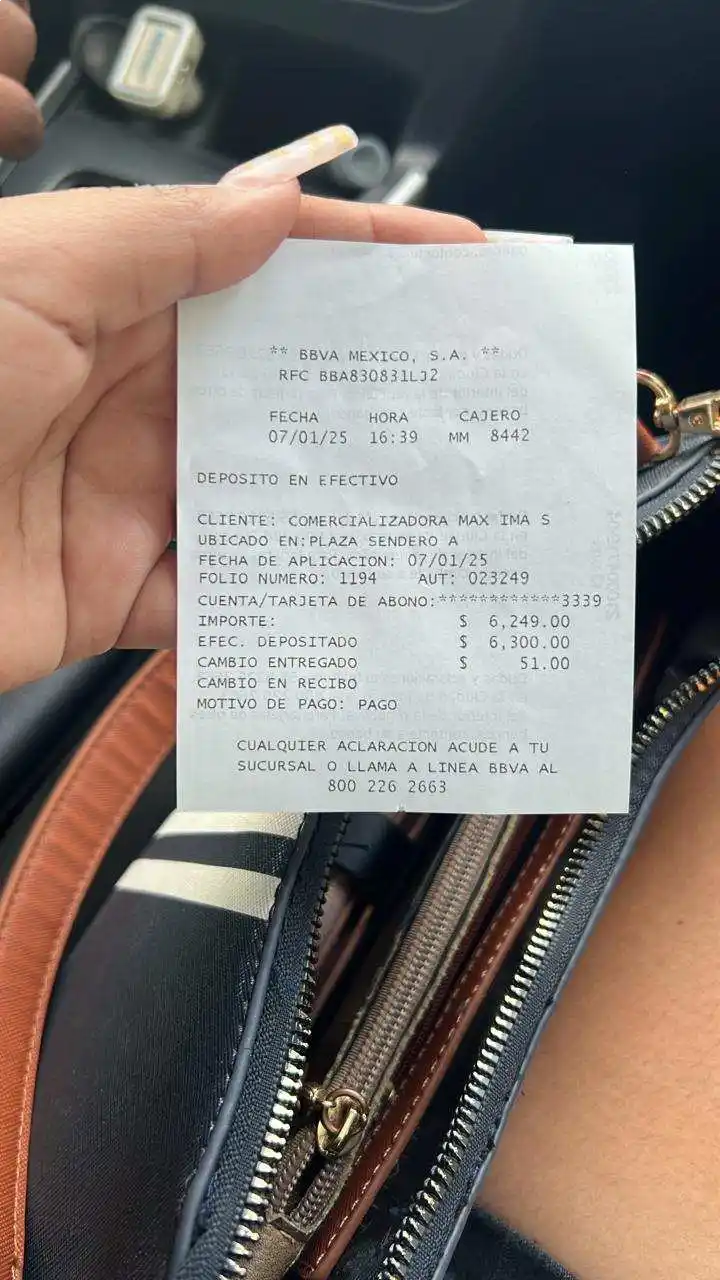 ** BBVA MEXICO, S.A. **
RFC BBA830831LJ2
FECHA HORA CAJERO
07/01/25 16:39 MM 8442
DEPOSITO EN EFECTIVO
CLIENTE: COMERCIALIZADORA MAX IMA S
UBICADO EN:PLAZA SENDERO A
FECHA DE APLICACION: 07/01/25
FOLIO NUMERO: 1194 AUT: 023249
CUENTA/TARJETA DE ABONO:************3339
IMPORTE: $ 6,249.00
EFEC. DEPOSITADO $ 6,300.00
CAMBIO ENTREGADO $ 51.00
CAMBIO EN RECIBO
MOTIVO DE PAGO: PAGO
CUALQUIER ACLARACION ACUDE A TU
SUCURSAL O LLAMA A LINEA BBVA AL
800 226 2663